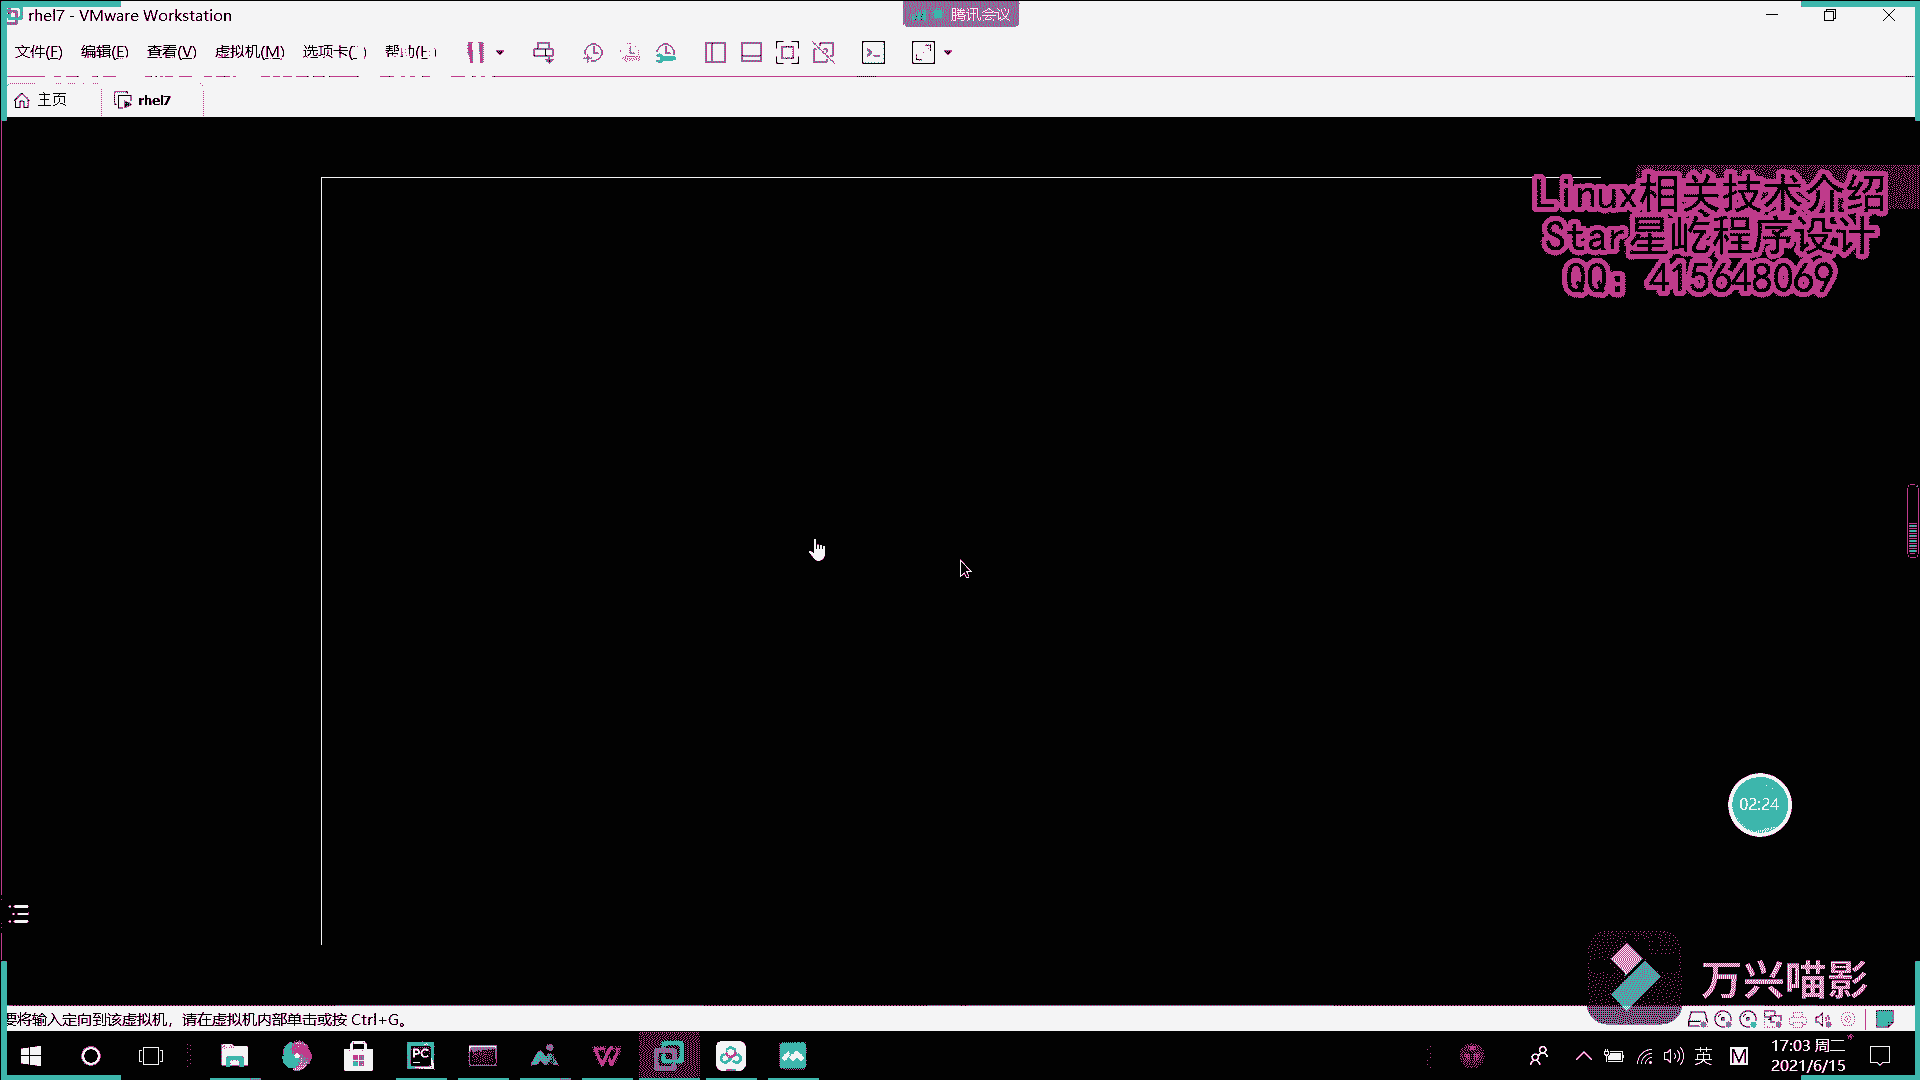 rhel7 - VMware Workstation
腾讯会议
文件(F) 编辑(E) 查看(V) 虚拟机(M) 选项卡( ) 帮助(H)
主页
rhel7
Linux相关技术介绍
Star星屹程序设计
QQ：415648069
02:24
万兴喵影
要将输入定向到该虚拟机，请在虚拟机内部单击或按 Ctrl+G。
PC
英
M
17:03 周二
2021/6/15